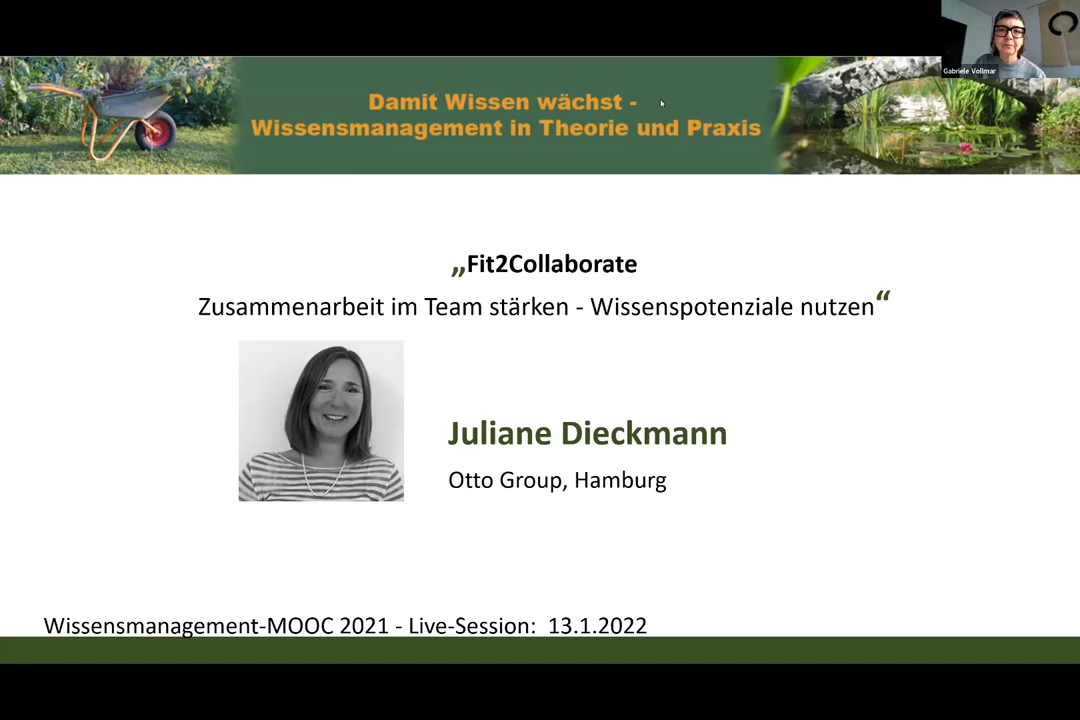 Gabriele Vollmar
Damit Wissen wächst -
Wissensmanagement in Theorie und Praxis
„Fit2Collaborate
Zusammenarbeit im Team stärken - Wissenspotenziale nutzen“
Juliane Dieckmann
Otto Group, Hamburg
Wissensmanagement-MOOC 2021 - Live-Session: 13.1.2022